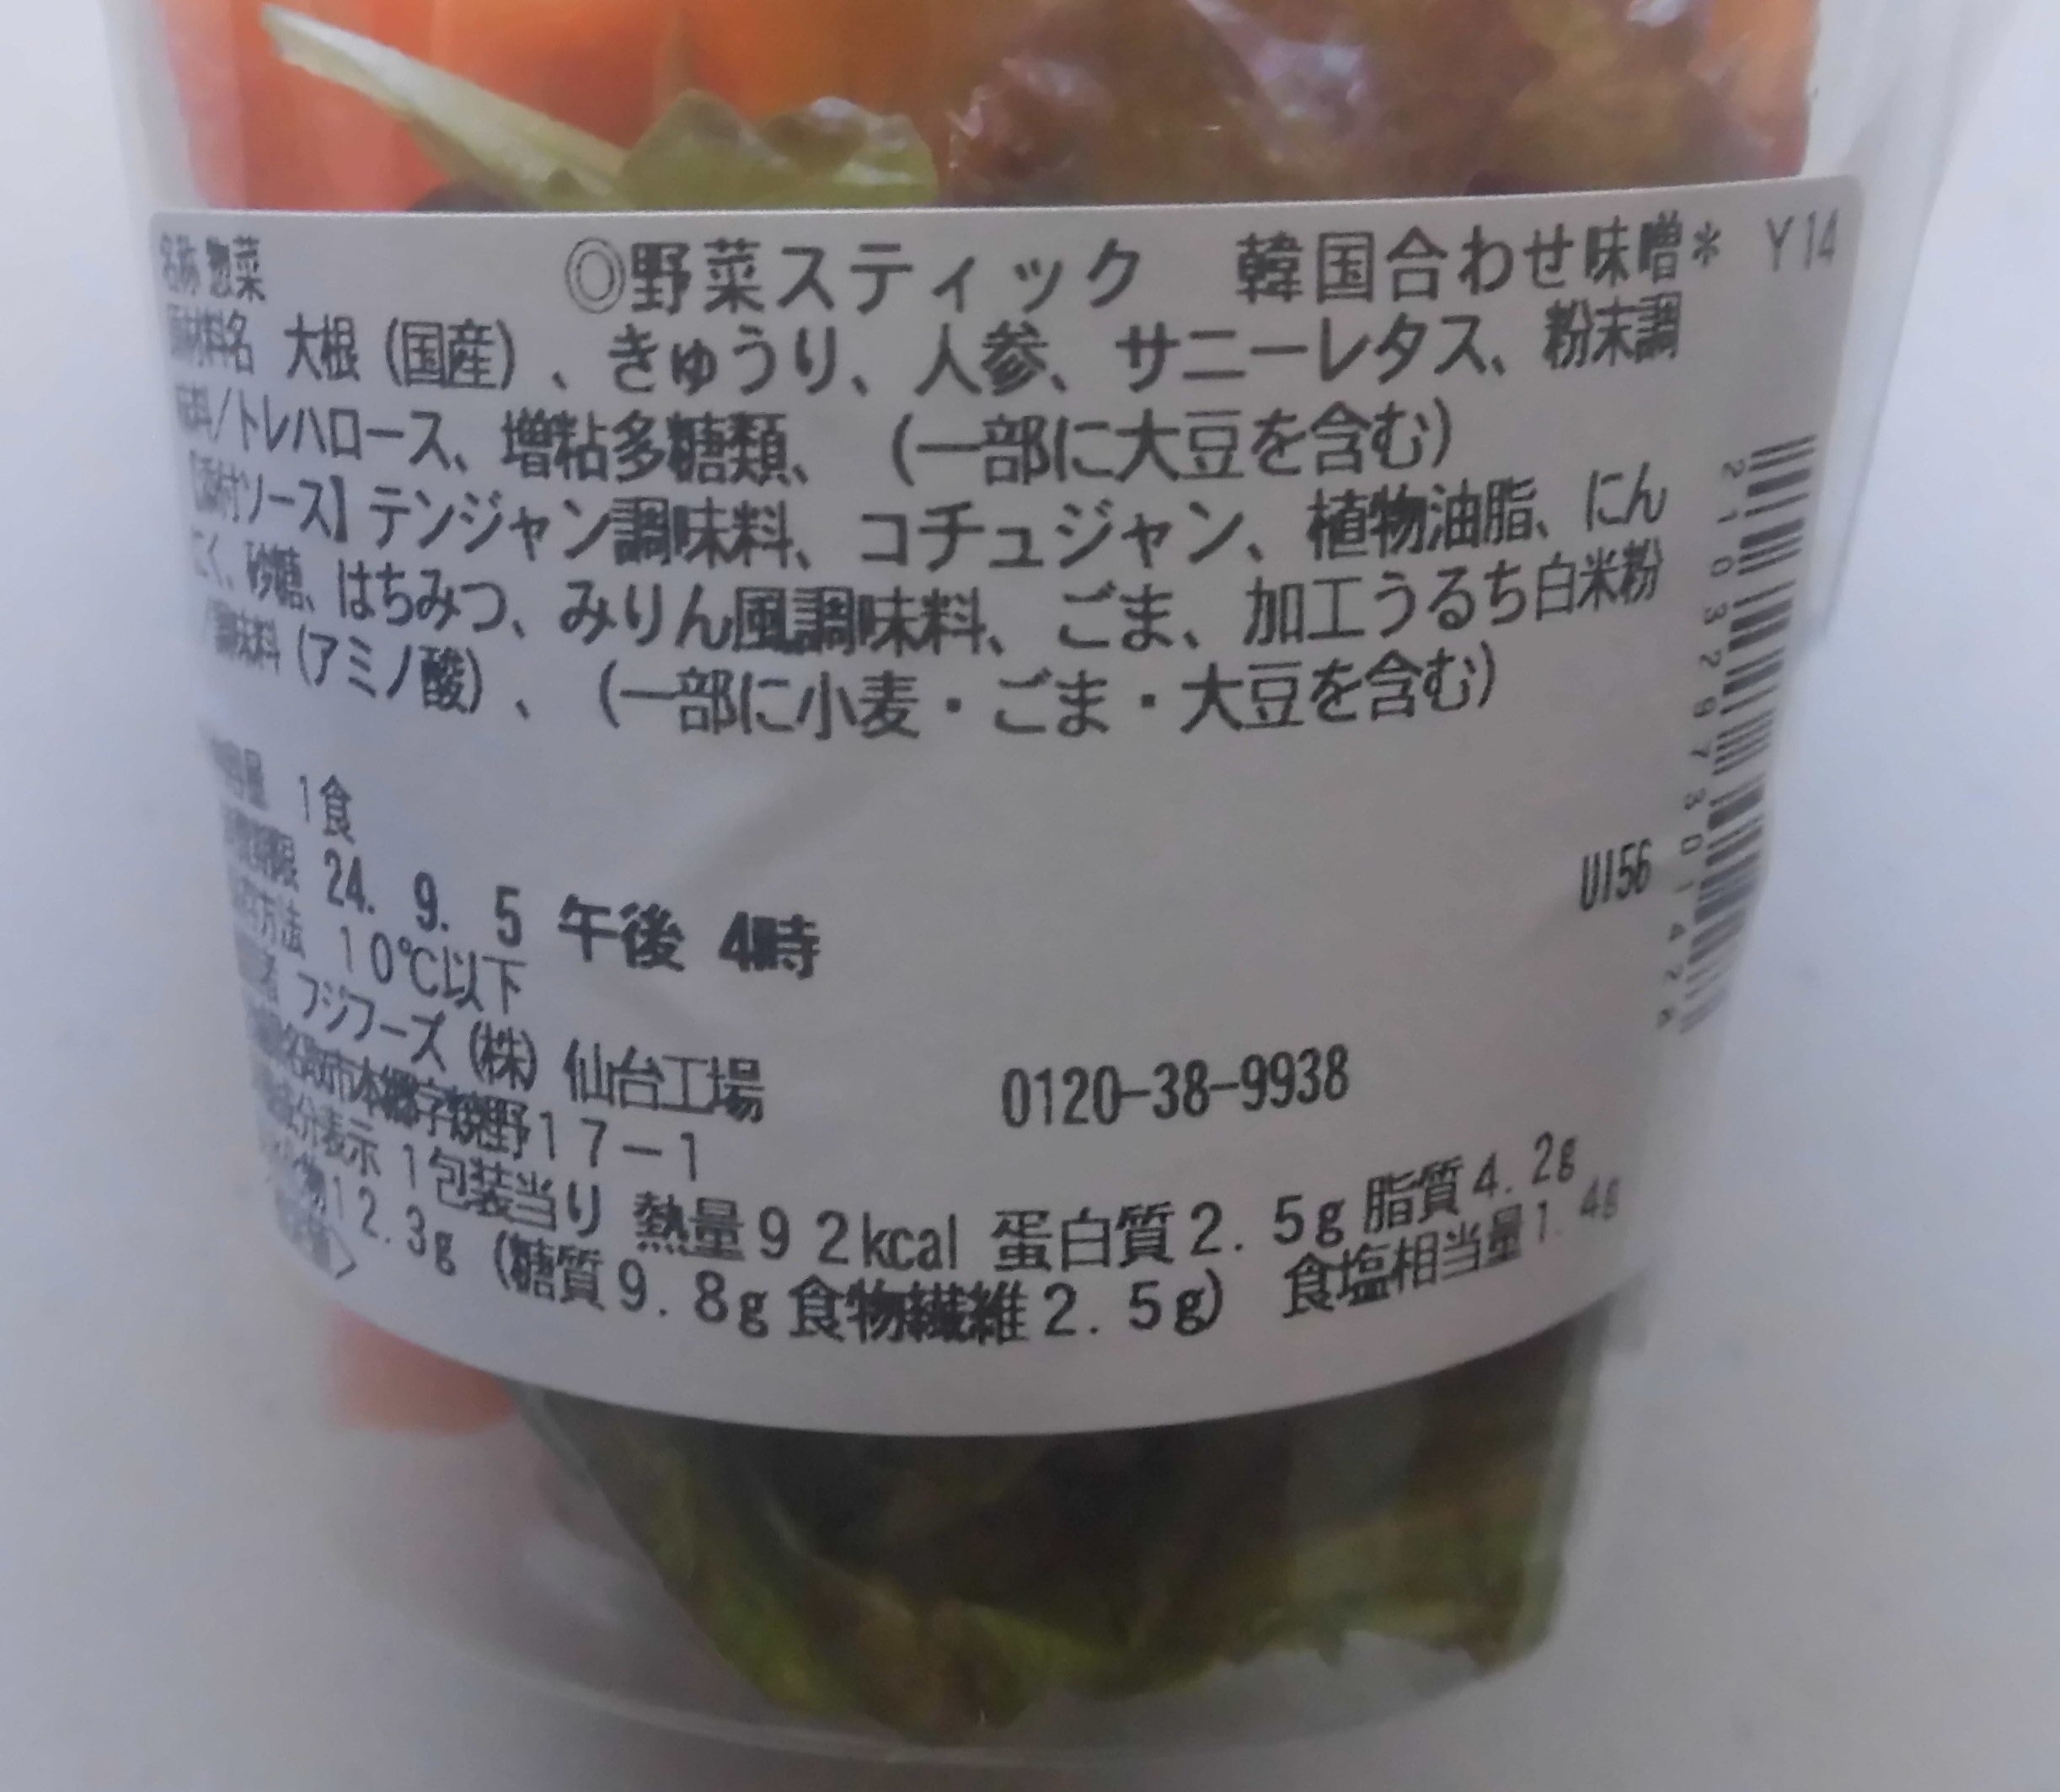 名称 惣菜 ◎野菜スティック 韓国合わせ味噌* Y14
原材料名 大根(国産)、きゅうり、人参、サニーレタス、粉末調
味料/トレハロース、増粘多糖類、(一部に大豆を含む)
【添付ソース】テンジャン調味料、コチュジャン、植物油脂、にん
にく、砂糖、はちみつ、みりん風調味料、ごま、加工うるち白米粉
/調味料(アミノ酸)、(一部に小麦・ごま・大豆を含む)
内容量 1食
消費期限 24. 9. 5 午後 4時
保存方法 10℃以下
フジフーズ(株) 仙台工場 0120-38-9938
名取市本郷字 野17-1
成分表示 1包装当り 熱量92kcal 蛋白質2.5g 脂質4.2g
炭水化物12.3g (糖質9.8g 食物繊維2.5g) 食塩相当量1.4g
UI56